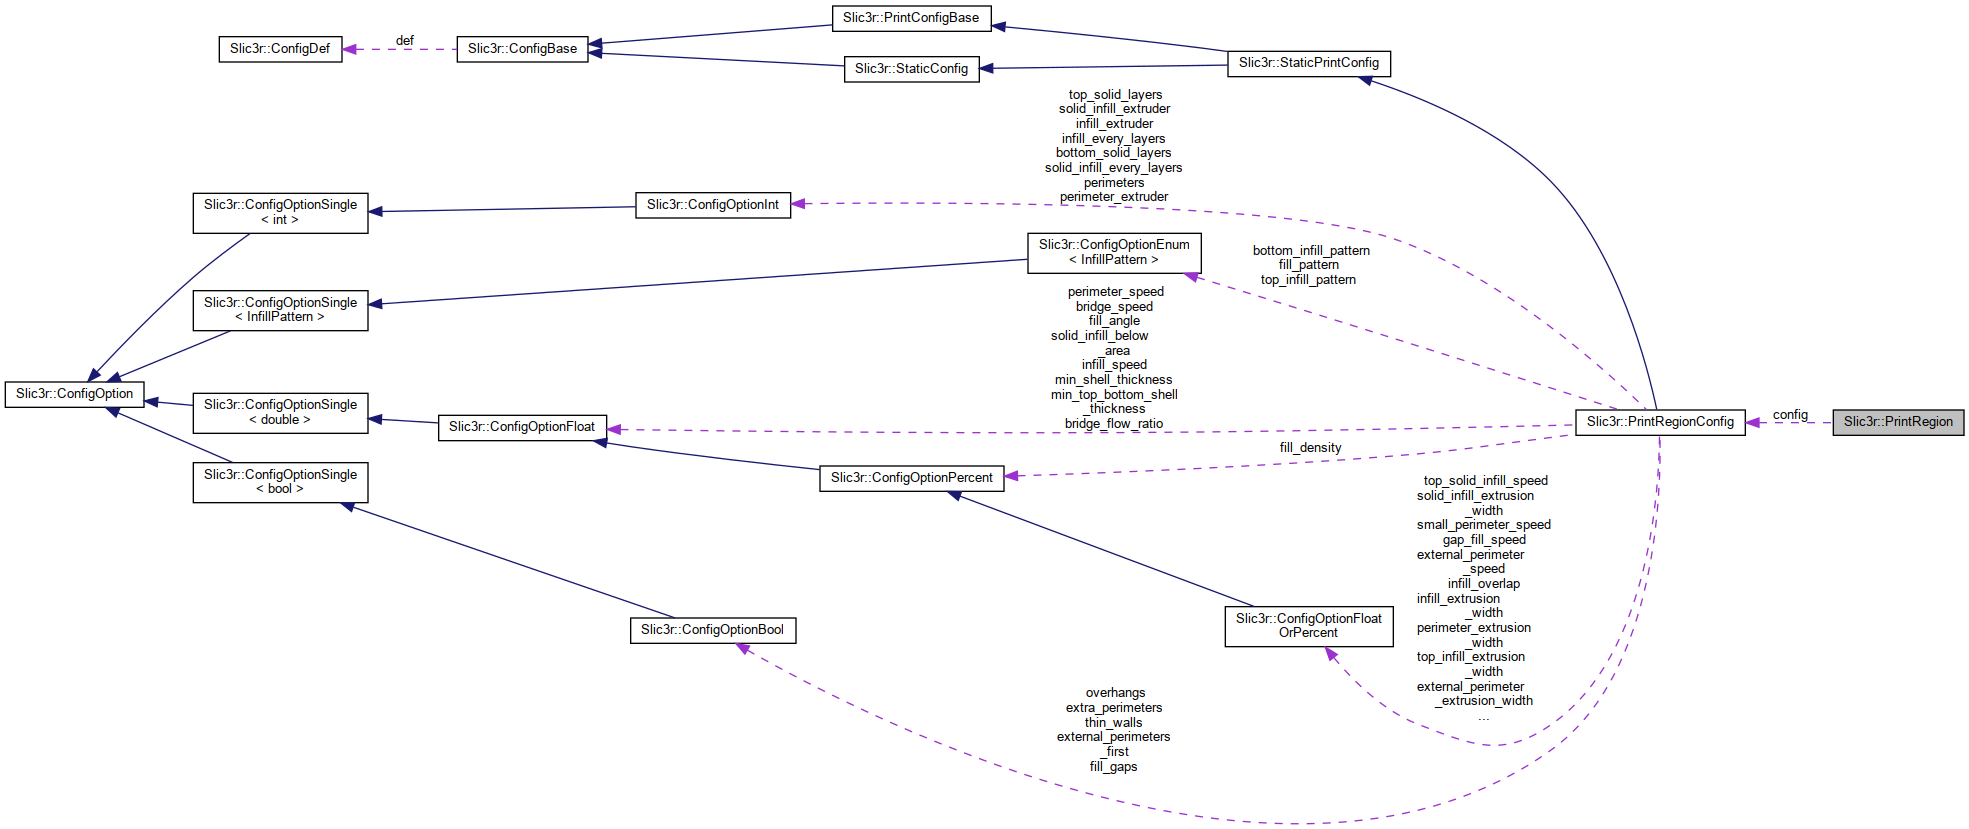 Slic3r::PrintConfigBase
Slic3r::ConfigDef
def
Slic3r::ConfigBase
Slic3r::StaticConfig
Slic3r::StaticPrintConfig
top_solid_layers
solid_infill_extruder
infill_extruder
infill_every_layers
bottom_solid_layers
solid_infill_every_layers
perimeters
perimeter_extruder
Slic3r::ConfigOptionSingle
< int >
Slic3r::ConfigOptionInt
Slic3r::ConfigOptionEnum
< InfillPattern >
bottom_infill_pattern
fill_pattern
top_infill_pattern
Slic3r::ConfigOptionSingle
< InfillPattern >
perimeter_speed
bridge_speed
fill_angle
solid_infill_below
_area
infill_speed
min_shell_thickness
min_top_bottom_shell
_thickness
bridge_flow_ratio
Slic3r::ConfigOption
Slic3r::ConfigOptionSingle
< double >
Slic3r::ConfigOptionFloat
Slic3r::PrintRegionConfig
config
Slic3r::PrintRegion
fill_density
Slic3r::ConfigOptionSingle
< bool >
Slic3r::ConfigOptionPercent
top_solid_infill_speed
solid_infill_extrusion
_width
small_perimeter_speed
gap_fill_speed
external_perimeter
_speed
infill_overlap
infill_extrusion
_width
perimeter_extrusion
_width
top_infill_extrusion
_width
external_perimeter
_extrusion_width
...
Slic3r::ConfigOptionFloat
OrPercent
Slic3r::ConfigOptionBool
overhangs
extra_perimeters
thin_walls
external_perimeters
_first
fill_gaps